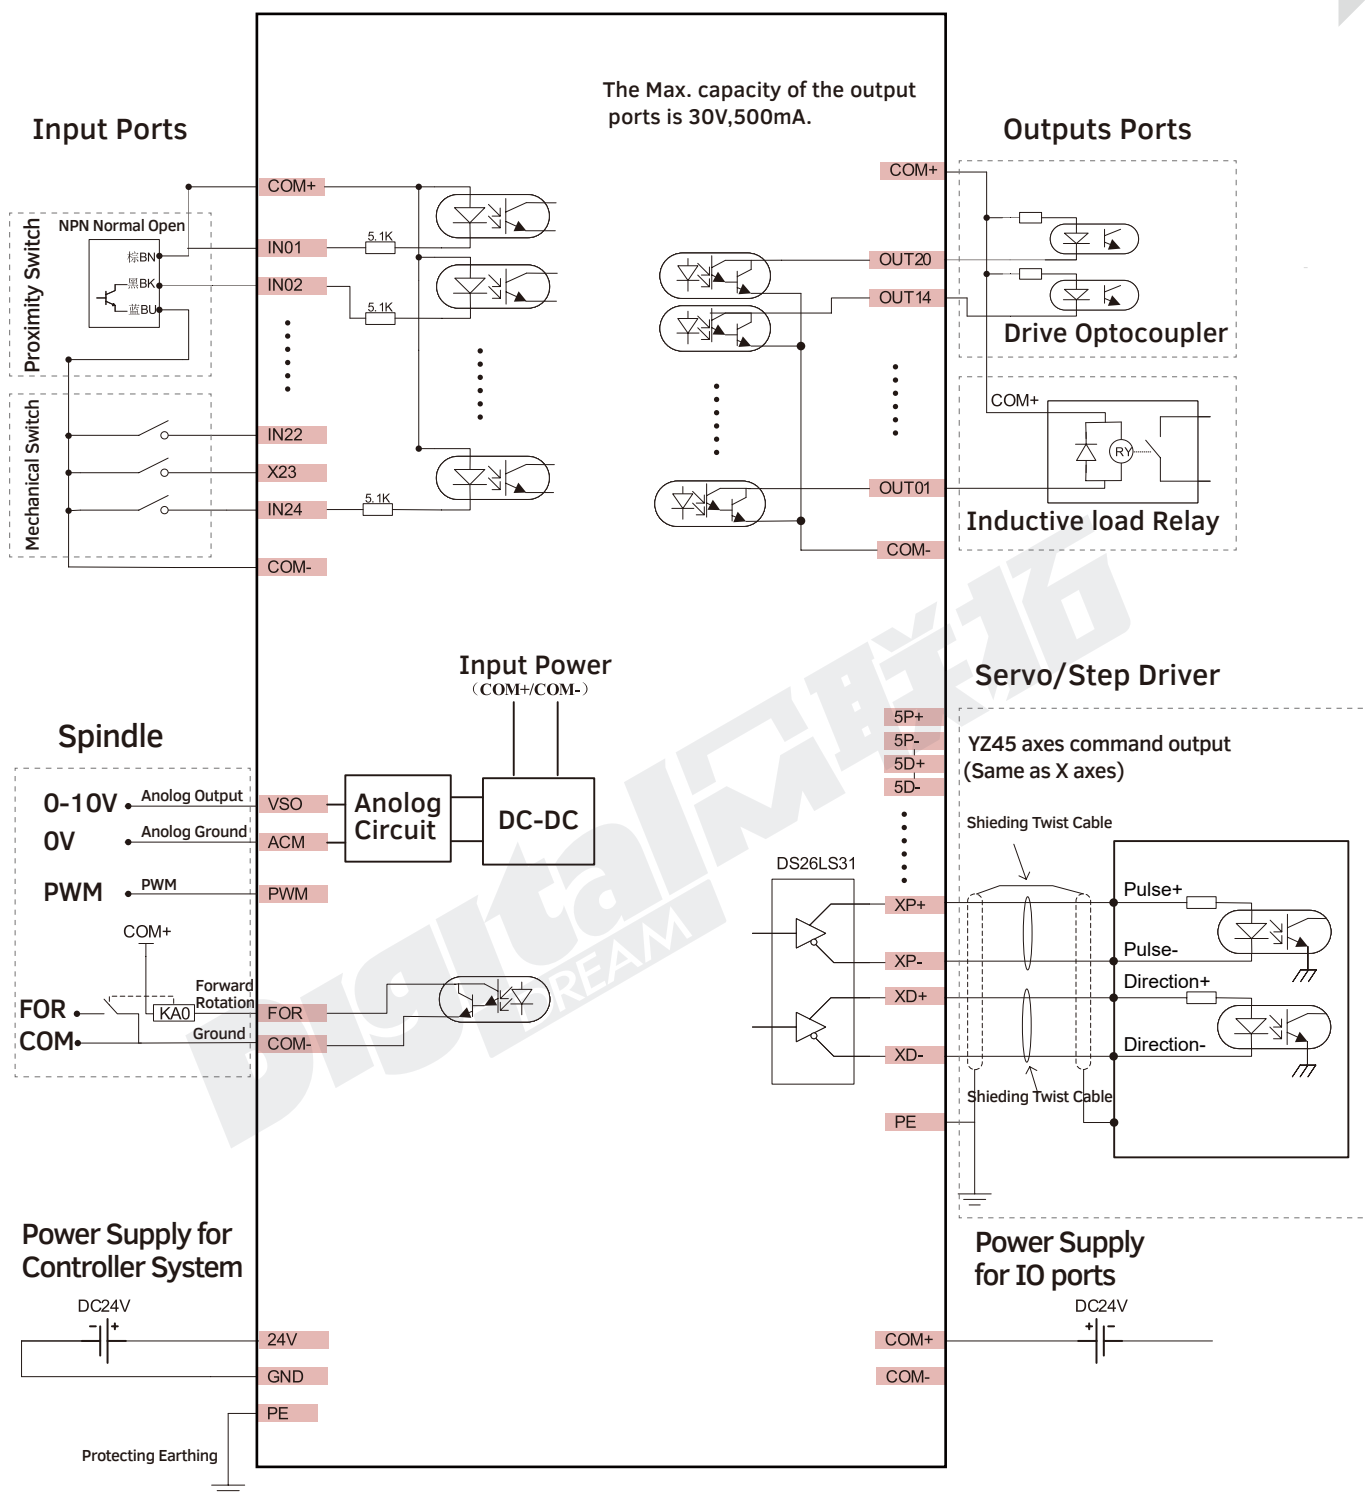 The Max. capacity of the output
ports is 30V,500mA.
Input Ports
Outputs Ports
COM+
COM+
Proximity Switch
NPN Normal Open
棕BN
黑BK
蓝BU
IN01
5.1K
IN02
5.1K
OUT20
OUT14
Drive Optocoupler
Mechanical Switch
IN22
X23
IN24
5.1K
COM-
COM+
RY
OUT01
Inductive load Relay
COM-
Input Power
(COM+/COM-)
Servo/Step Driver
Spindle
0-10V
Anolog Output
VSO
0V
Anolog Ground
ACM
Anolog
Circuit
DC-DC
PWM
PWM
PWM
COM+
Forward
Rotation
FOR
KA0
FOR
COM
Ground
COM-
5P+
5P-
5D+
5D-
YZ45 axes command output
(Same as X axes)
Shieding Twist Cable
DS26LS31
XP+
Pulse+
XP-
Pulse-
XD+
Direction+
XD-
Direction-
Shieding Twist Cable
PE
Digital
DREAM
联拓
Power Supply for
Controller System
DC24V
- +
24V
GND
PE
Protecting Earthing
Power Supply
for IO ports
DC24V
+ -
COM+
COM-